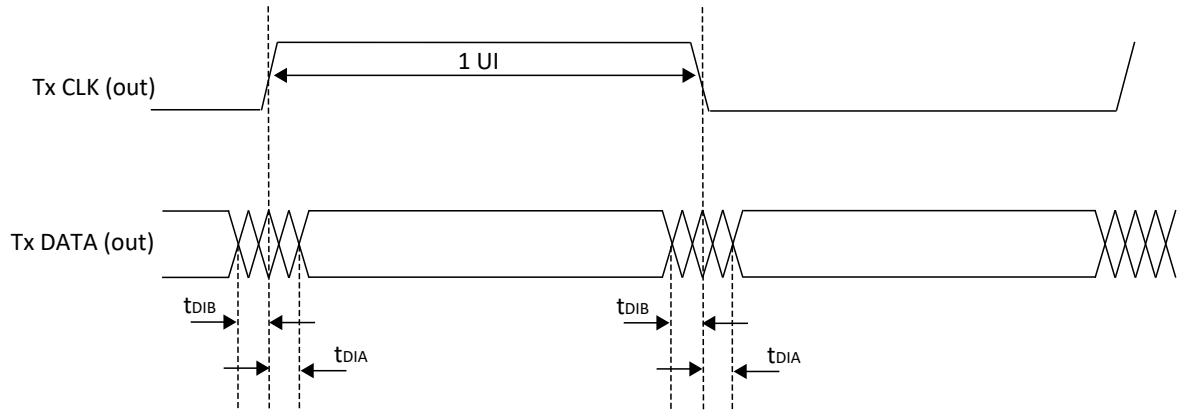 1 UI
Tx CLK (out)
Tx DATA (out)
tDIB
tDIA
tDIB
tDIA